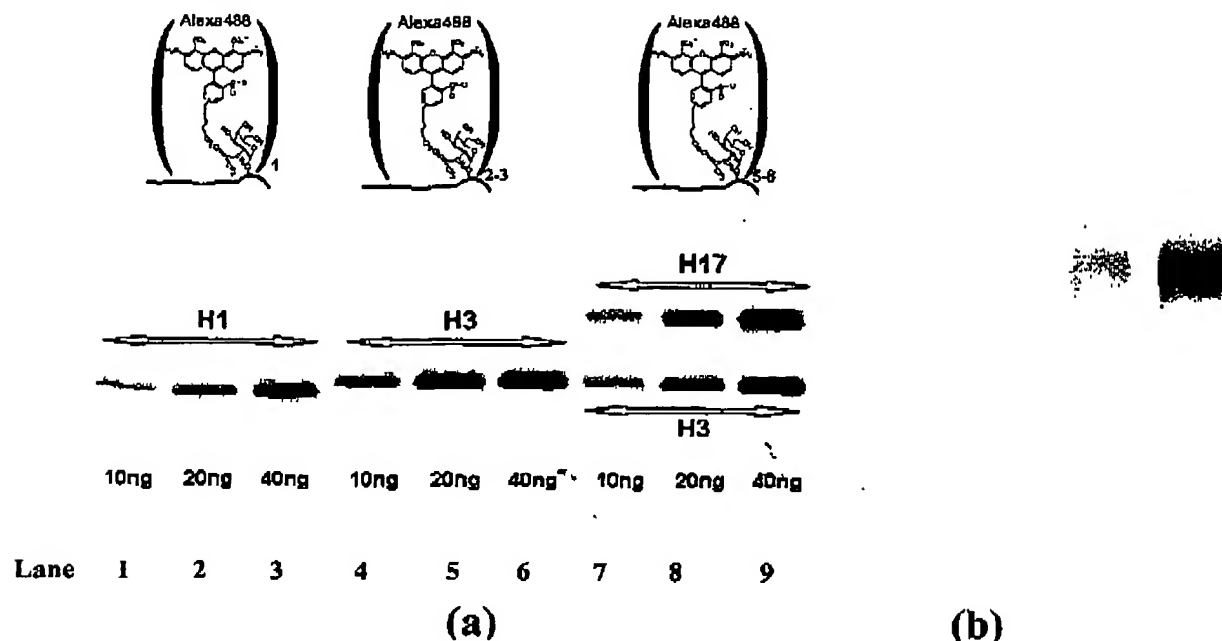 Alexa488 Alexa488 Alexa488
1 2-3 5-6
H17
H1 H3
H3
10ng 20ng 40ng 10ng 20ng 40ng 10ng 20ng 40ng
Lane 1 2 3 4 5 6 7 8 9
(a) (b)